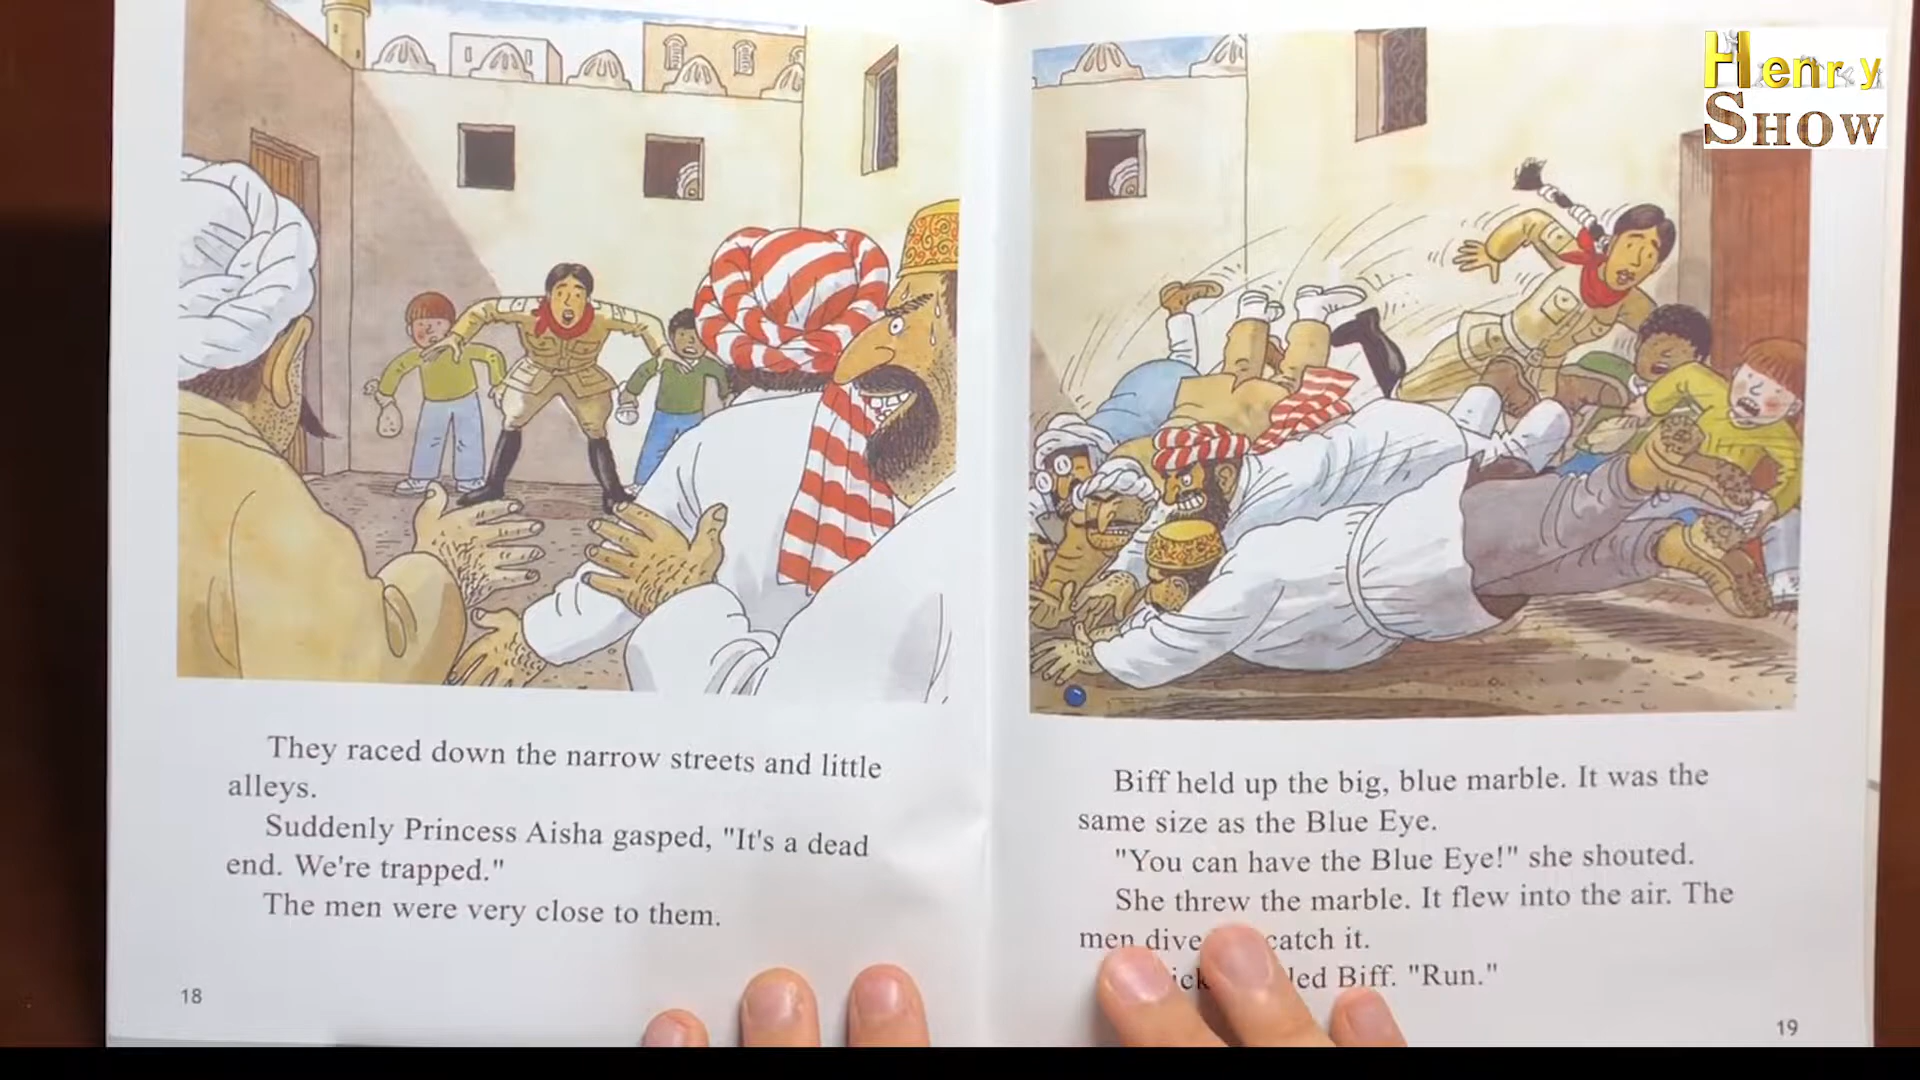 Henry
SHOW
They raced down the narrow streets and little
alleys.
Suddenly Princess Aisha gasped, "It's a dead
end. We're trapped."
The men were very close to them.
18
Biff held up the big, blue marble. It was the
same size as the Blue Eye.
"You can have the Blue Eye!" she shouted.
She threw the marble. It flew into the air. The
men catch it.
Biff. "Run."
19